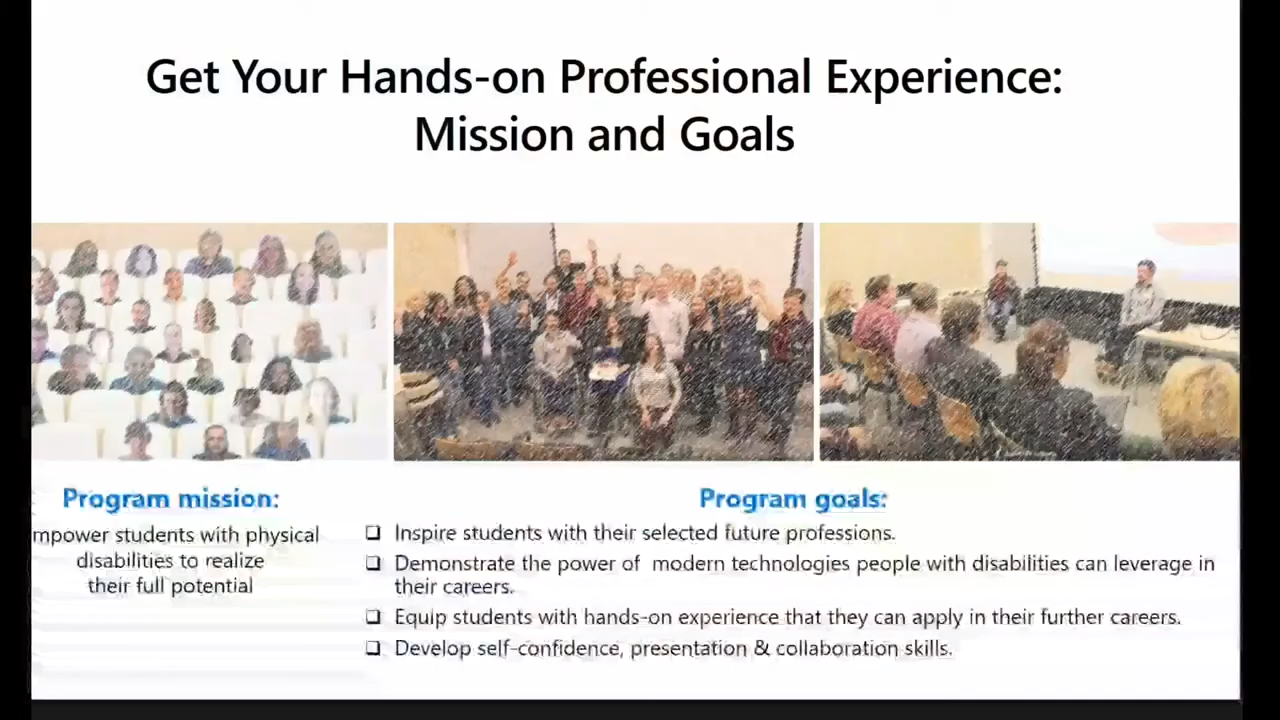 Get Your Hands-on Professional Experience:
Mission and Goals
Program mission:
mpower students with physical
disabilities to realize
their full potential
Program goals:
❑ Inspire students with their selected future professions.
❑ Demonstrate the power of modern technologies people with disabilities can leverage in
their careers.
❑ Equip students with hands-on experience that they can apply in their further careers.
❑ Develop self-confidence, presentation & collaboration skills.